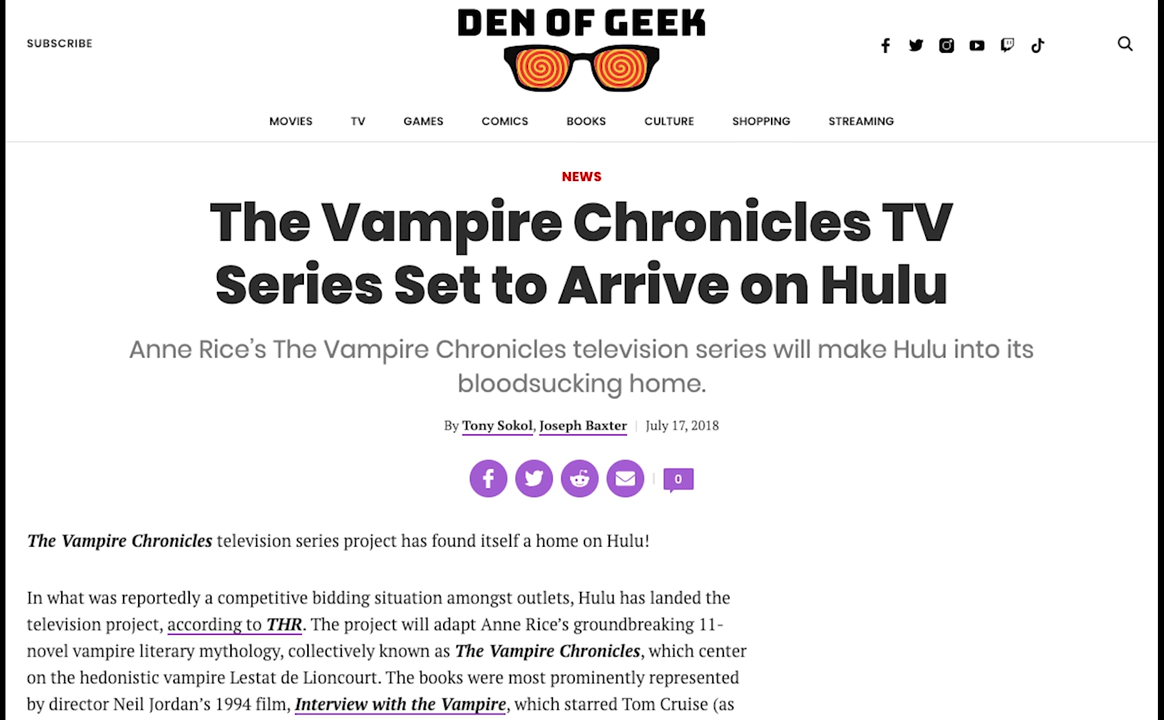 DEN OF GEEK
SUBSCRIBE
MOVIES TV GAMES COMICS BOOKS CULTURE SHOPPING STREAMING
NEWS
The Vampire Chronicles TV
Series Set to Arrive on Hulu
Anne Rice’s The Vampire Chronicles television series will make Hulu into its
bloodsucking home.
By Tony Sokol, Joseph Baxter | July 17, 2018
0
The Vampire Chronicles television series project has found itself a home on Hulu!
In what was reportedly a competitive bidding situation amongst outlets, Hulu has landed the
television project, according to THR. The project will adapt Anne Rice’s groundbreaking 11-
novel vampire literary mythology, collectively known as The Vampire Chronicles, which center
on the hedonistic vampire Lestat de Lioncourt. The books were most prominently represented
by director Neil Jordan’s 1994 film, Interview with the Vampire, which starred Tom Cruise (as